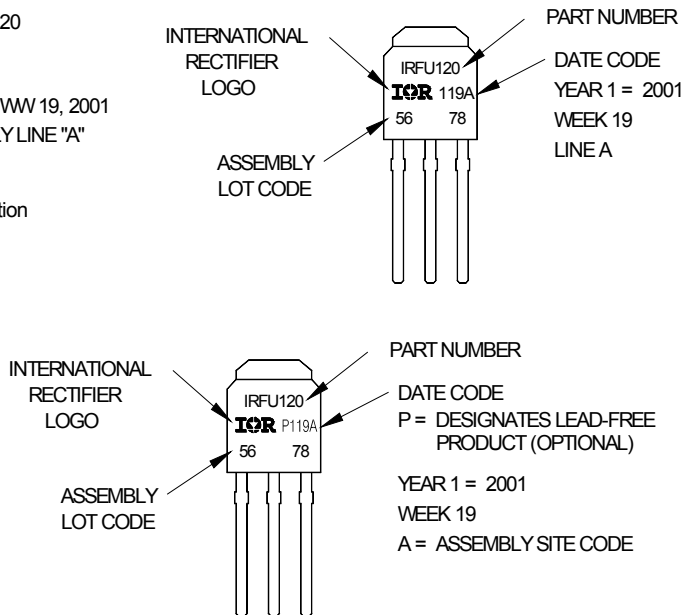 20
WW 19, 2001
Y LINE "A"
tion
INTERNATIONAL
RECTIFIER
LOGO
ASSEMBLY
LOT CODE
IRFU120
IOR 119A
56 78
PART NUMBER
DATE CODE
YEAR 1 = 2001
WEEK 19
LINE A
INTERNATIONAL
RECTIFIER
LOGO
ASSEMBLY
LOT CODE
IRFU120
IOR P119A
56 78
PART NUMBER
DATE CODE
P = DESIGNATES LEAD-FREE
PRODUCT (OPTIONAL)
YEAR 1 = 2001
WEEK 19
A = ASSEMBLY SITE CODE